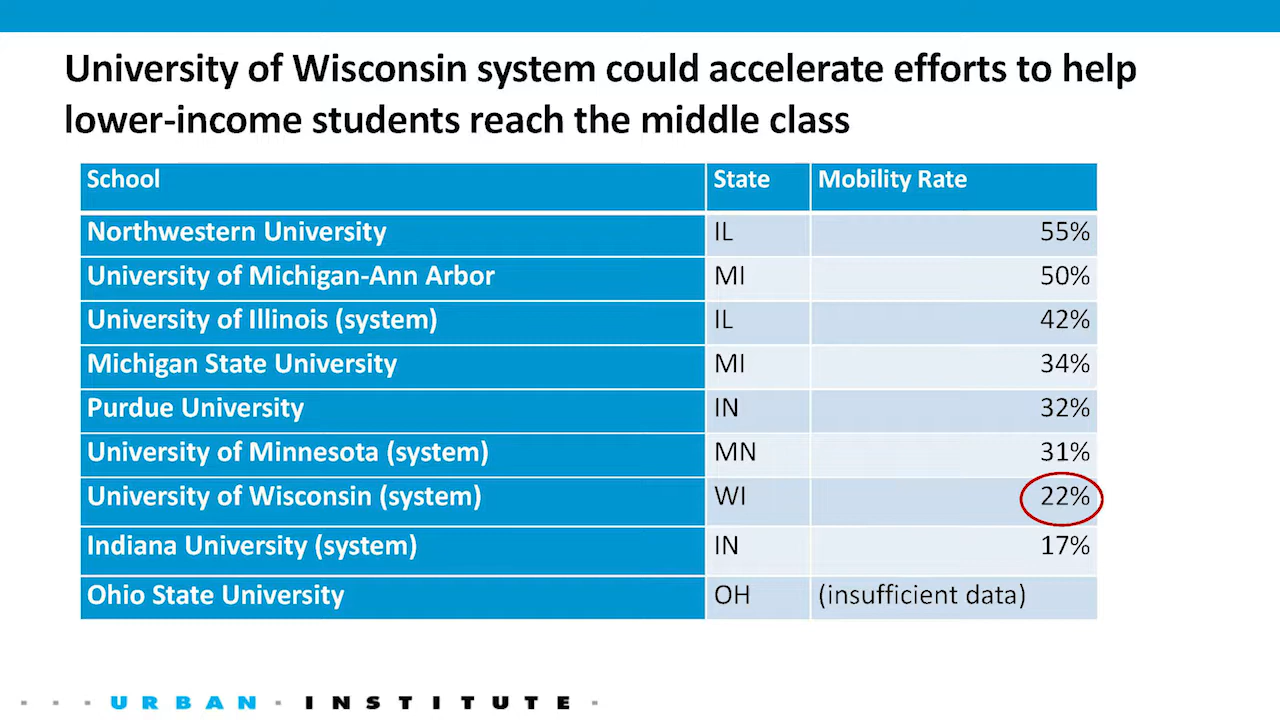 University of Wisconsin system could accelerate efforts to help
lower-income students reach the middle class
School State Mobility Rate
Northwestern University IL 55%
University of Michigan-Ann Arbor MI 50%
University of Illinois (system) IL 42%
Michigan State University MI 34%
Purdue University IN 32%
University of Minnesota (system) MN 31%
University of Wisconsin (system) WI 22%
Indiana University (system) IN 17%
Ohio State University OH (insufficient data)
URBAN INSTITUTE